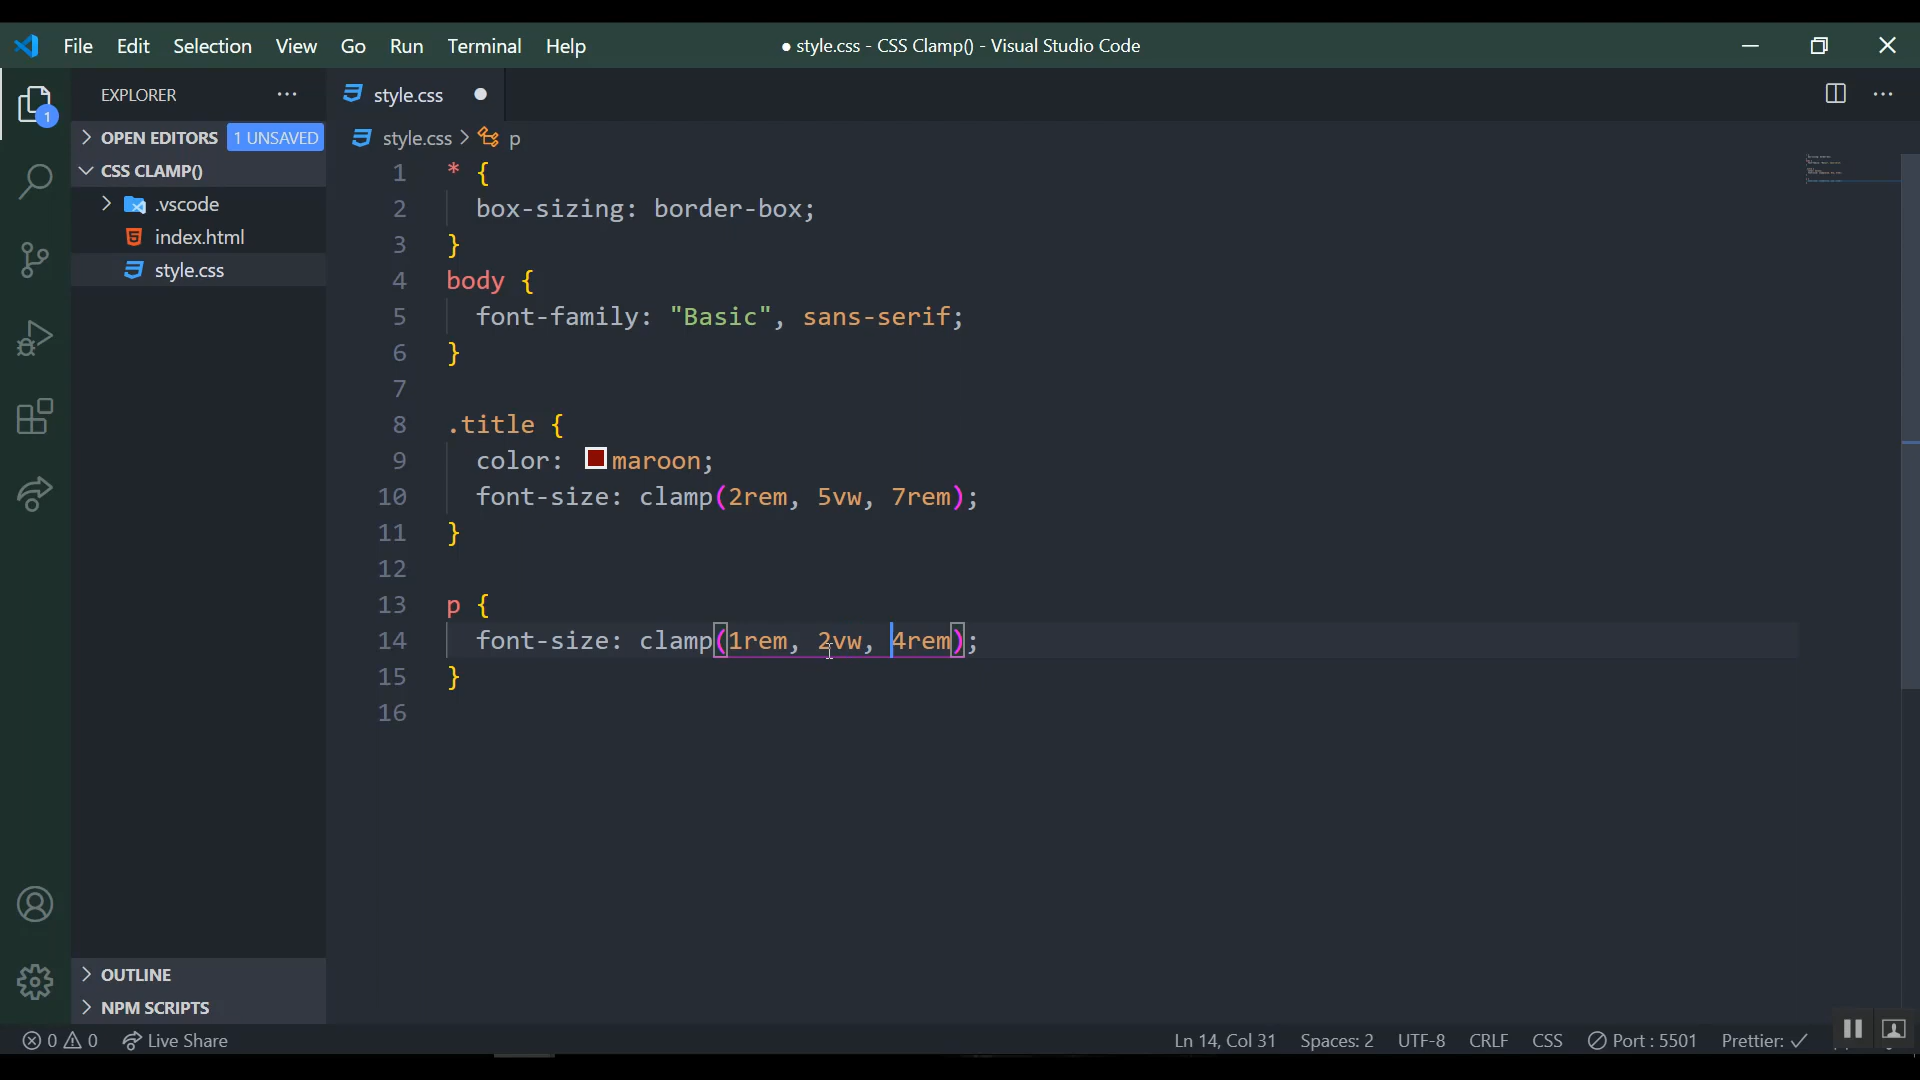 File Edit Selection View Go Run Terminal Help
● style.css - CSS Clamp() - Visual Studio Code
EXPLORER ···
style.css ●
1
OPEN EDITORS 1 UNSAVED
style.css > p
CSS CLAMP()
.vscode
index.html
style.css
1 * {
2 box-sizing: border-box;
3 }
4 body {
5 font-family: "Basic", sans-serif;
6 }
7
8 .title {
9 color: maroon;
10 font-size: clamp(2rem, 5vw, 7rem);
11 }
12
13 p {
14 font-size: clamp(1rem, 2vw, 4rem);
15 }
16
OUTLINE
NPM SCRIPTS
0 0 Live Share Ln 14, Col 31 Spaces: 2 UTF-8 CRLF CSS Port : 5501 Prettier: ✓